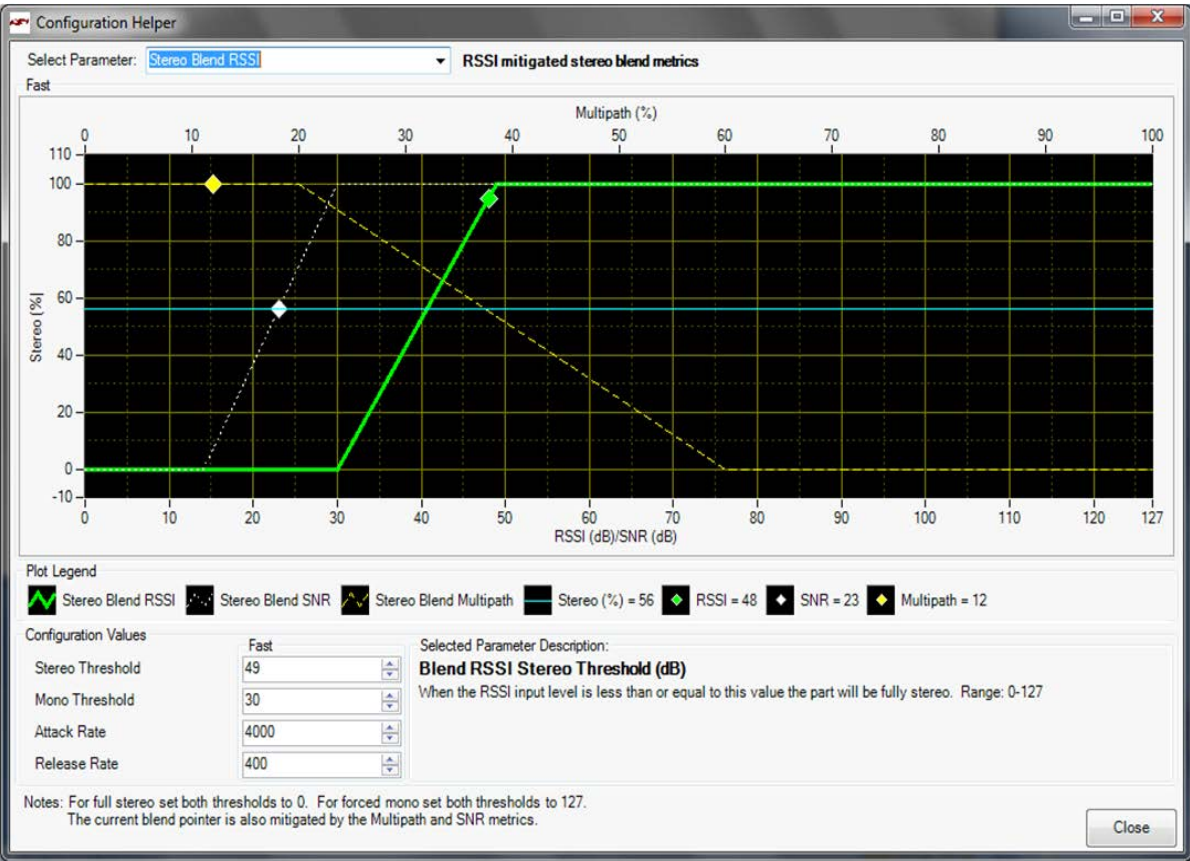 Configuration Helper
Select Parameter: Stereo Blend RSSI RSSI mitigated stereo blend metrics
Fast
Multipath (%)
0 10 20 30 40 50 60 70 80 90 100
110
100
80
60
40
20
0
-10
Stereo (%)
0 10 20 30 40 50 60 70 80 90 100 110 120 127
RSSI (dB)/SNR (dB)
Plot Legend
Stereo Blend RSSI Stereo Blend SNR Stereo Blend Multipath Stereo (%) = 56 RSSI = 48 SNR = 23 Multipath = 12
Configuration Values
Fast
Stereo Threshold 49
Mono Threshold 30
Attack Rate 4000
Release Rate 400
Selected Parameter Description:
Blend RSSI Stereo Threshold (dB)
When the RSSI input level is less than or equal to this value the part will be fully stereo. Range: 0-127
Notes: For full stereo set both thresholds to 0. For forced mono set both thresholds to 127.
The current blend pointer is also mitigated by the Multipath and SNR metrics.
Close